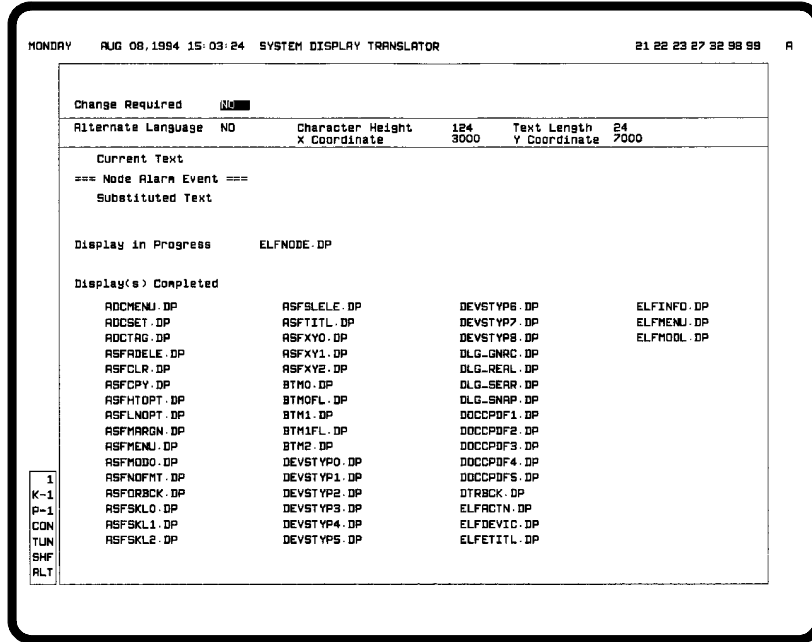 MONDAY AUG 08,1994 15:03:24 SYSTEM DISPLAY TRANSLATOR 21 22 23 27 32 98 99 A
Change Required NO
Alternate Language NO Character Height 124 Text Length 24
X Coordinate 3000 Y Coordinate 7000
Current Text
=== Node Alarm Event ===
Substituted Text
Display in Progress ELFNODE.DP
Display(s) Completed
ADCMENU.DP ASFSLELE.DP DEVSTYP6.DP ELFINFO.DP
ADCSET.DP ASFTITL.DP DEVSTYP7.DP ELFMENU.DP
ADCTAG.DP ASFXY0.DP DEVSTYP8.DP ELFMODL.DP
ASFADELE.DP ASFXY1.DP DLG_GNRC.DP
ASFCLR.DP ASFXY2.DP DLG_REAL.DP
ASFCPY.DP BTM0.DP DLG_SEAR.DP
ASFHTOPT.DP BTM0FL.DP DLG_SNAP.DP
ASFLNOPT.DP BTM1.DP DOCCPDF1.DP
ASFMARGN.DP BTM1FL.DP DOCCPDF2.DP
ASFMENU.DP BTM2.DP DOCCPDF3.DP
ASFMODO.DP DEVSTYP0.DP DOCCPDF4.DP
ASFNOFMT.DP DEVSTYP1.DP DOCCPDF5.DP
ASFORBCK.DP DEVSTYP2.DP DTRBCK.DP
ASFSKL0.DP DEVSTYP3.DP ELFACTN.DP
ASFSKL1.DP DEVSTYP4.DP ELFDEVIC.DP
ASFSKL2.DP DEVSTYP5.DP ELFETITL.DP
1
K-1
P-1
CON
TUN
SHF
ALT